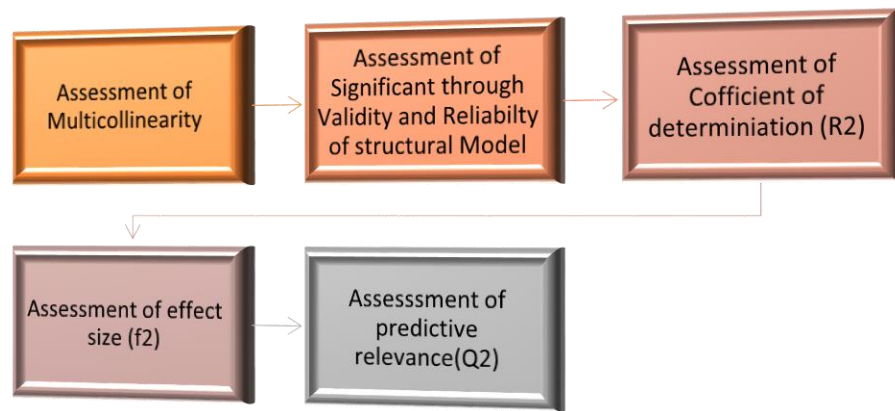 Assessment of
Multicollinearity
Assessment of
Significant through
Validity and Reliabilty
of structural Model
Assessment of
Cofficient of
determiniation (R2)
Assessment of effect
size (f2)
Assesssment of
predictive
relevance(Q2)